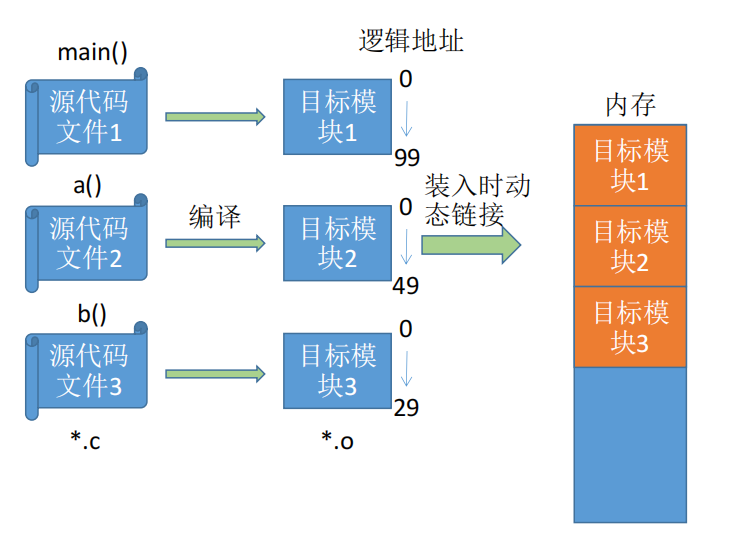 逻辑地址
main()
源代码
文件1
目标模
块1
0
99
a()
源代码
文件2
编译
目标模
块2
0
49
装入时动
态链接
b()
源代码
文件3
目标模
块3
0
29
*.c
*.o
内存
目标模
块1
目标模
块2
目标模
块3